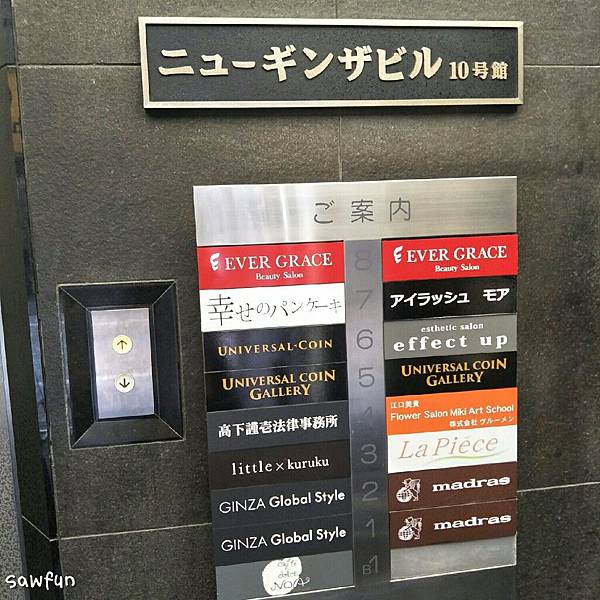 ニューギンザビル 10号館
ご案内
EVER GRACE
Beauty Salon
8
EVER GRACE
Beauty Salon
幸せのパンケーキ
7
アイラッシュ モア
UNIVERSAL-COIN
6
esthetic salon
effect up
UNIVERSAL COIN
GALLERY
5
UNIVERSAL COIN
GALLERY
高下謹壱法律事務所
4
江口美貴
Flower Salon Miki Art School
株式会社 ヴルーメン
little×kuruku
3
La Pièce
GINZA Global Style
2
madras
GINZA Global Style
1
madras
NOA
B1
sawfun